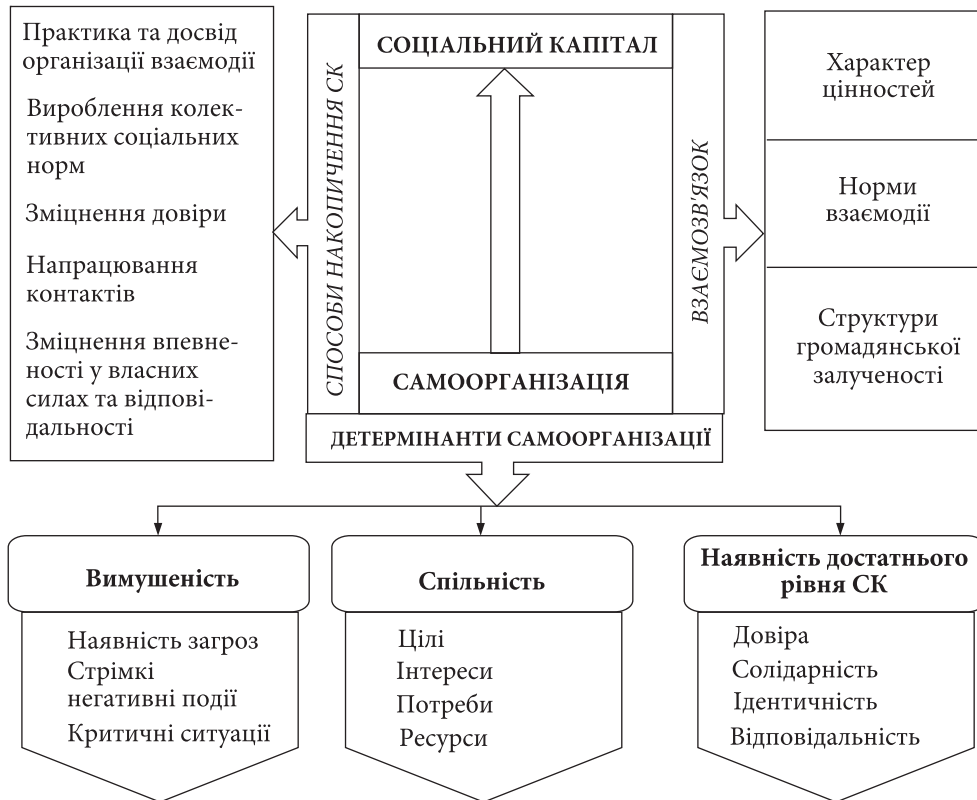 Практика та досвід
організації взаємодії
Вироблення колек-
тивних соціальних
норм
Зміцнення довіри
Напрацювання
контактів
Зміцнення впевне-
ності у власних
силах та відпові-
дальності
СПОСОБИ НАКОПИЧЕННЯ СК
СОЦІАЛЬНИЙ КАПІТАЛ
САМООРГАНІЗАЦІЯ
ВЗАЄМОЗВ'ЯЗОК
Характер
цінностей
Норми
взаємодії
Структури
громадянської
залученості
ДЕТЕРМІНАНТИ САМООРГАНІЗАЦІЇ
Вимушеність
Наявність загроз
Стрімкі
негативні події
Критичні ситуації
Спільність
Цілі
Інтереси
Потреби
Ресурси
Наявність достатнього
рівня СК
Довіра
Солідарність
Ідентичність
Відповідальність